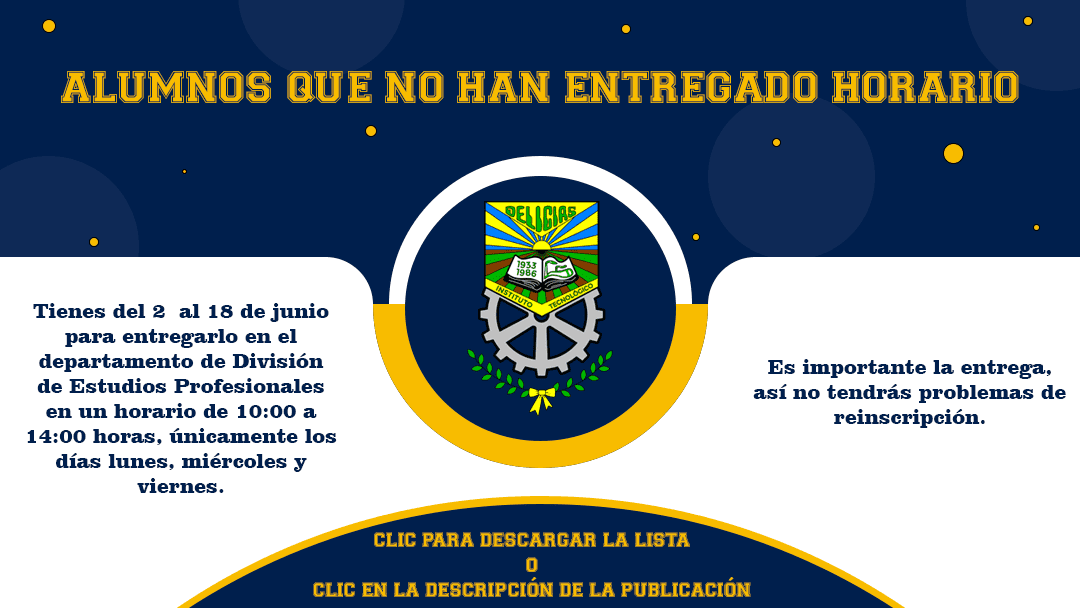 ALUMNOS QUE NO HAN ENTREGADO HORARIO
DELICIAS
1933
1986
INSTITUTO TECNOLÓGICO
Tienes del 2 al 18 de junio
para entregarlo en el
departamento de División
de Estudios Profesionales
en un horario de 10:00 a
14:00 horas, únicamente los
días lunes, miércoles y
viernes.
Es importante la entrega,
así no tendrás problemas de
reinscripción.
CLIC PARA DESCARGAR LA LISTA
O
CLIC EN LA DESCRIPCIÓN DE LA PUBLICACIÓN